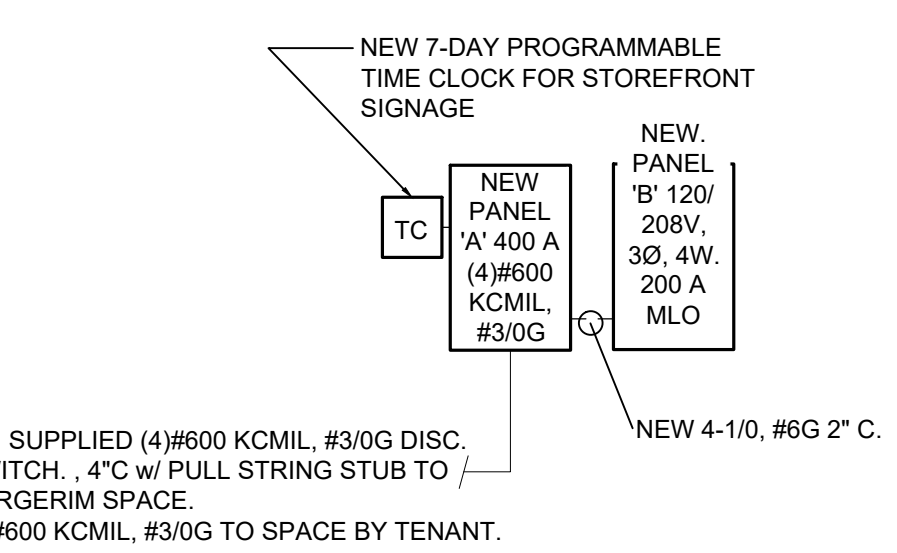 NEW 7-DAY PROGRAMMABLE
TIME CLOCK FOR STOREFRONT
SIGNAGE
TC
NEW
PANEL
'A' 400 A
(4)#600
KCMIL,
#3/0G
NEW.
PANEL
'B' 120/
208V,
3Ø, 4W.
200 A
MLO
NEW 4-1/0, #6G 2" C.
SUPPLIED (4)#600 KCMIL, #3/0G DISC.
, 4"C w/ PULL STRING STUB TO
SPACE.
#600 KCMIL, #3/0G TO SPACE BY TENANT.